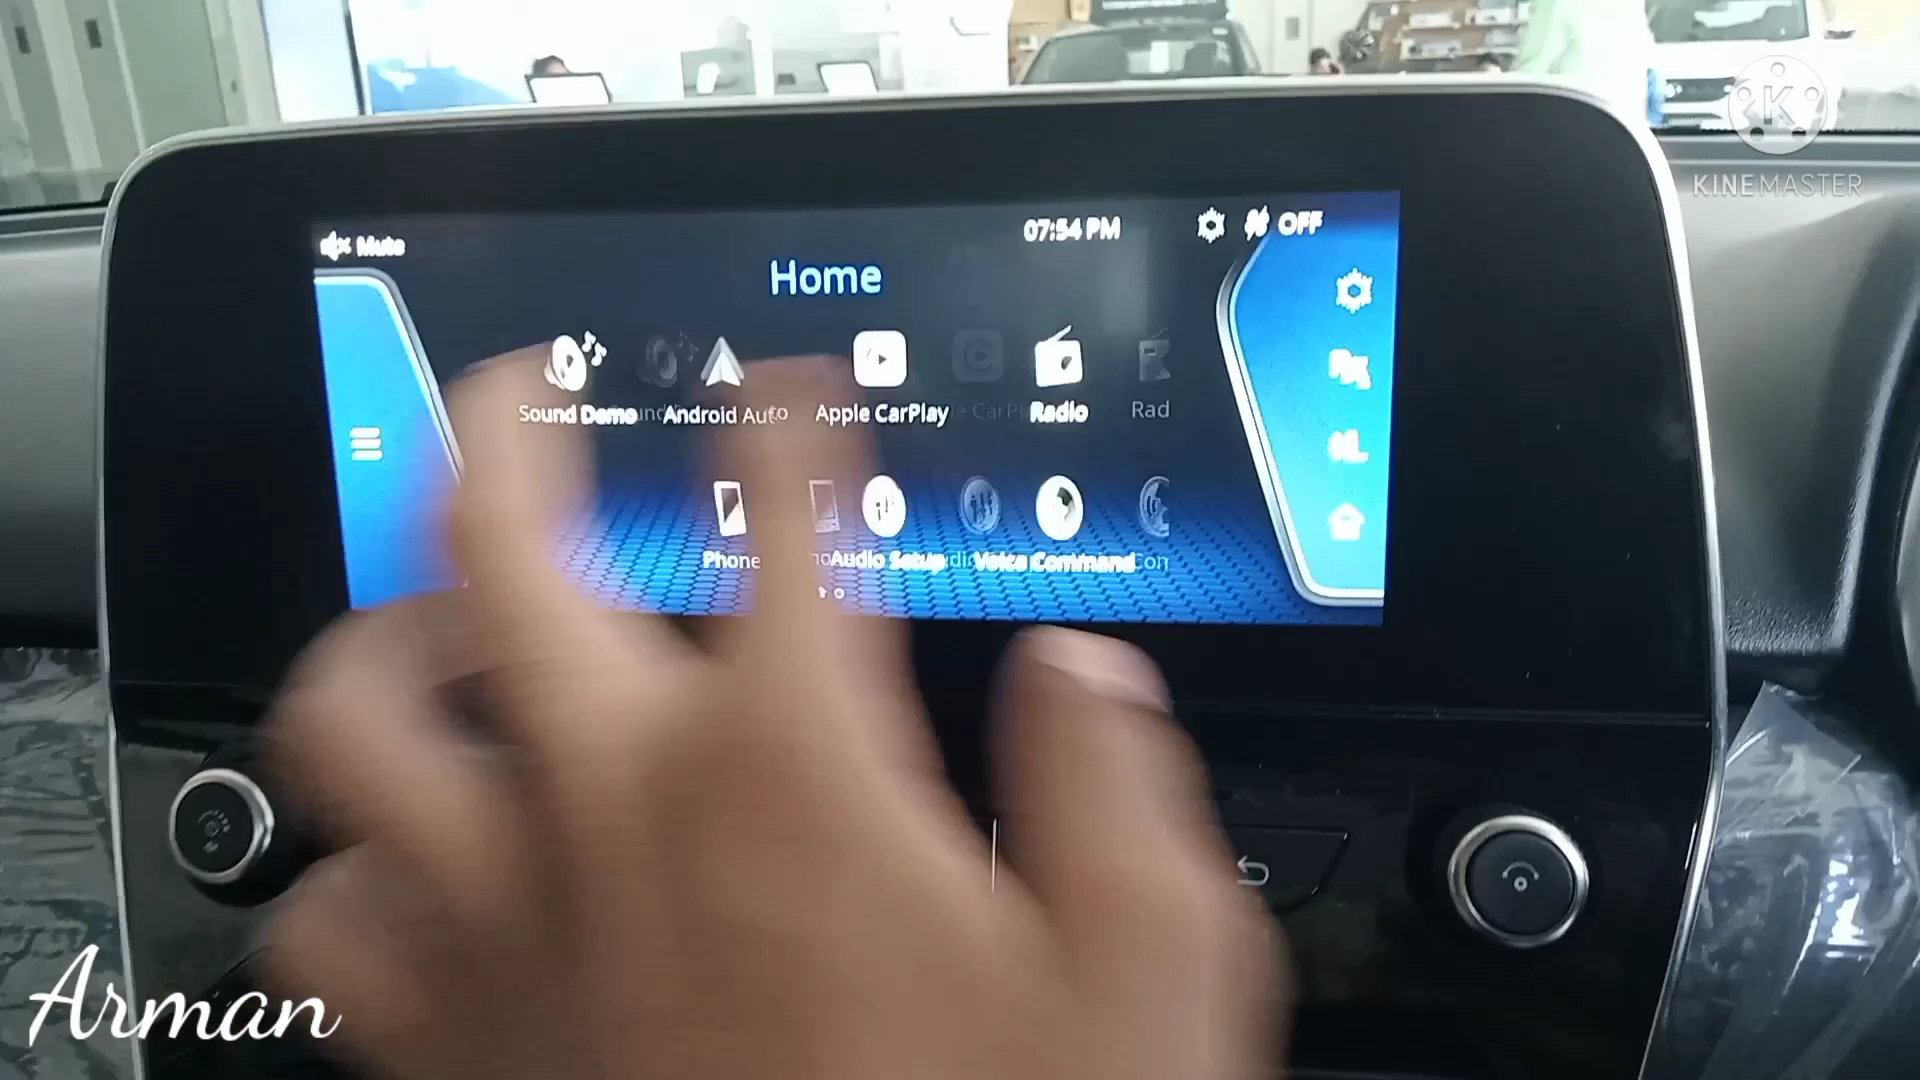 Mute
07:54 PM
OFF
Home
Sound Demo
Android Auto
Apple CarPlay
Radio
Phone
Audio Setup
Voice Command
KINEMASTER
Arman